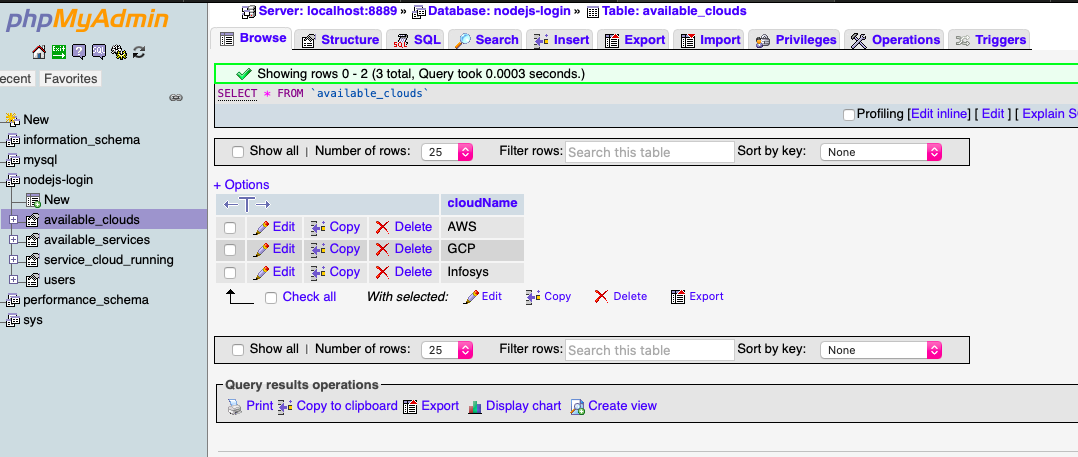 phpMyAdmin
ecent Favorites
New
information_schema
mysql
nodejs-login
New
available_clouds
available_services
service_cloud_running
users
performance_schema
sys
Server: localhost:8889 » Database: nodejs-login » Table: available_clouds
Browse Structure SQL Search Insert Export Import Privileges Operations Triggers
Showing rows 0 - 2 (3 total, Query took 0.0003 seconds.)
SELECT * FROM `available_clouds`
Profiling [Edit inline] [ Edit ] [ Explain S
Show all | Number of rows: 25 Filter rows: Search this table Sort by key: None
+ Options
←T→ cloudName
Edit Copy Delete AWS
Edit Copy Delete GCP
Edit Copy Delete Infosys
Check all With selected: Edit Copy Delete Export
Show all | Number of rows: 25 Filter rows: Search this table Sort by key: None
Query results operations
Print Copy to clipboard Export Display chart Create view